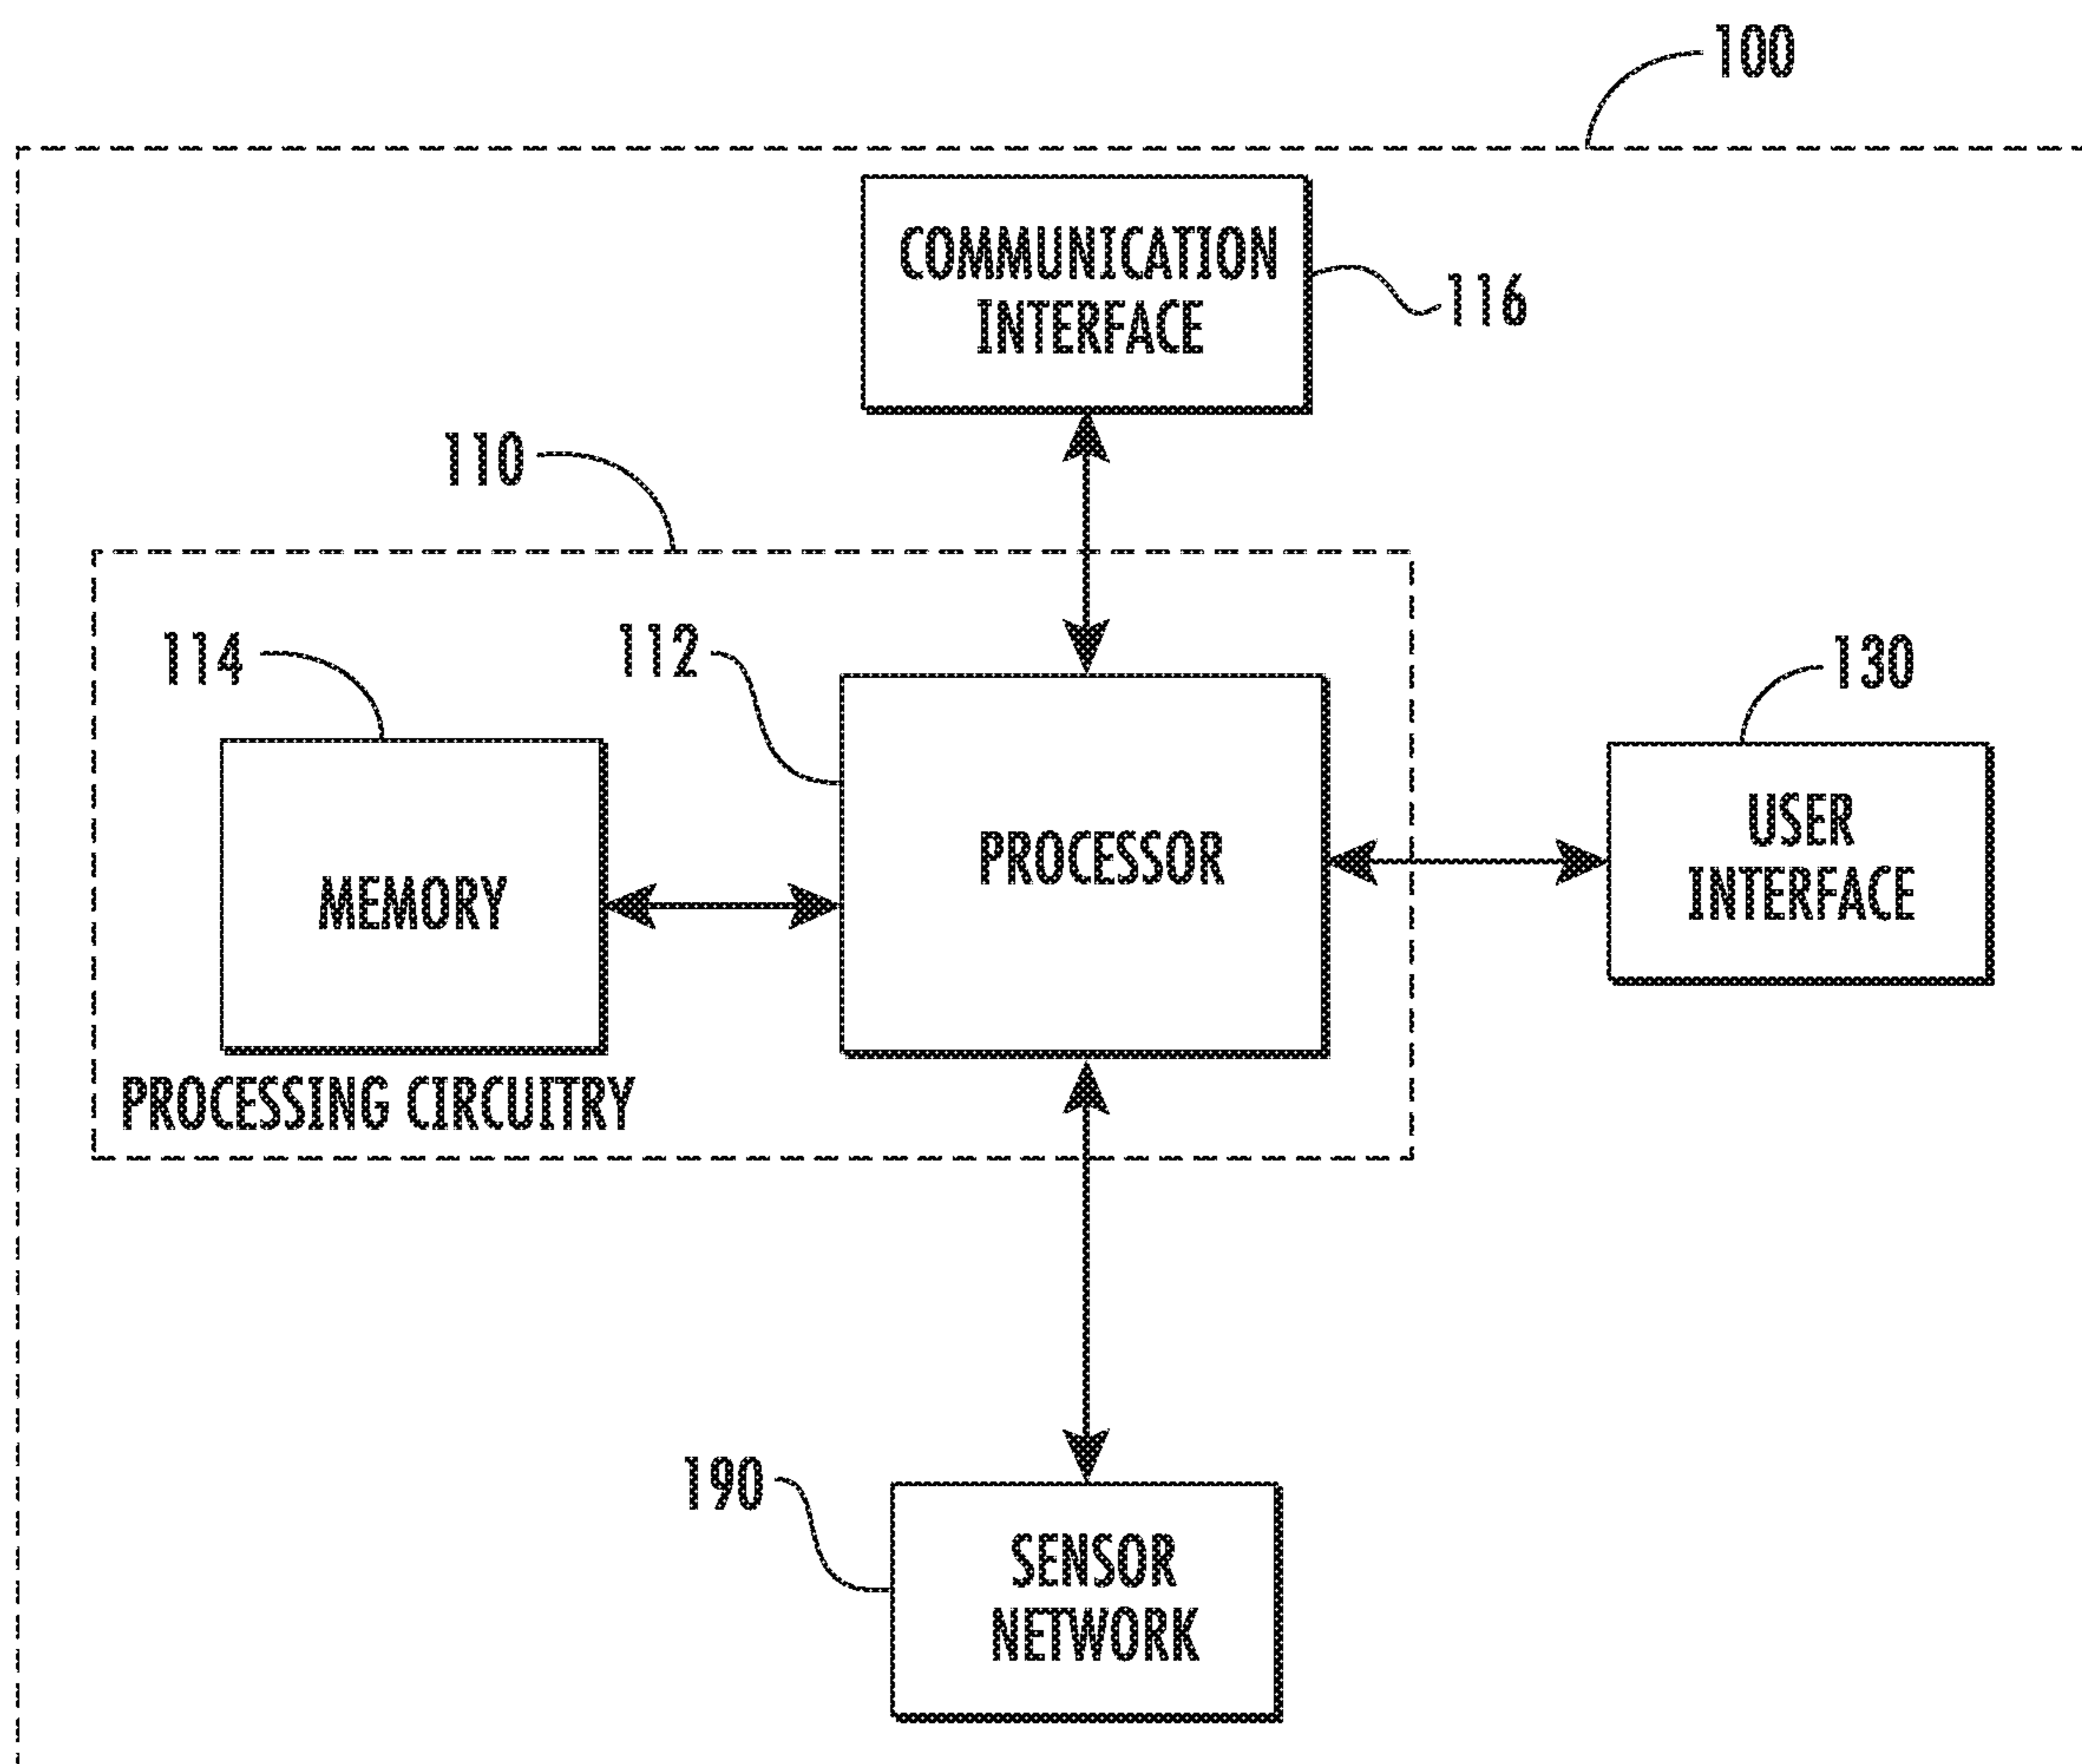 100
COMMUNICATION
INTERFACE
116
110
114
112
130
MEMORY
PROCESSOR
USER
INTERFACE
PROCESSING CIRCUITRY
190
SENSOR
NETWORK